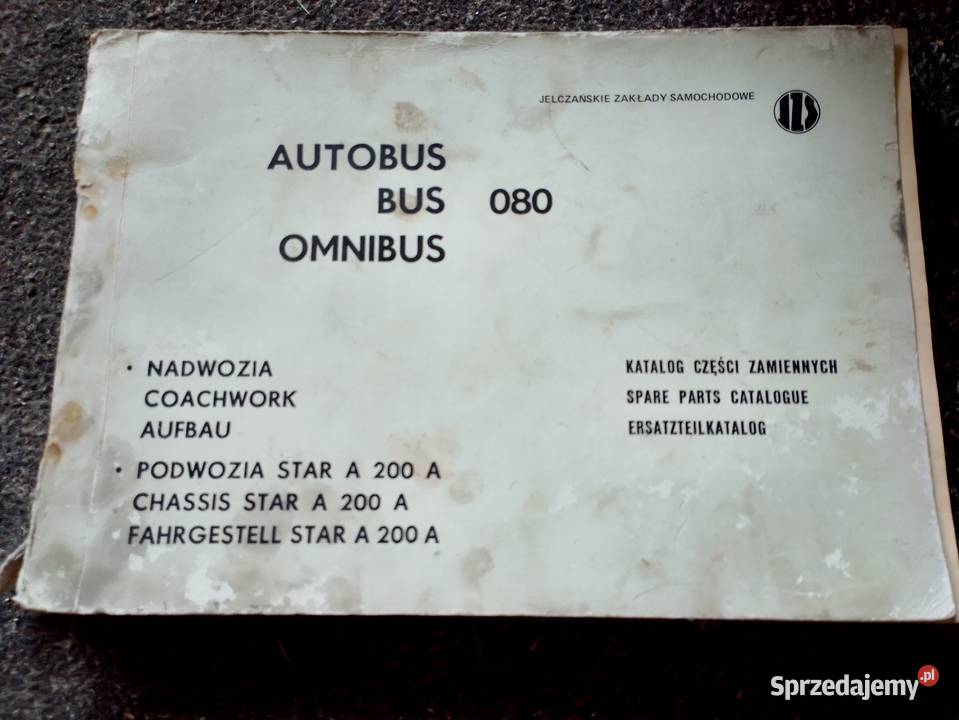 JELCZAŃSKIE ZAKŁADY SAMOCHODOWE
JZS
AUTOBUS
BUS 080
OMNIBUS
• NADWOZIA
COACHWORK
AUFBAU
• PODWOZIA STAR A 200 A
CHASSIS STAR A 200 A
FAHRGESTELL STAR A 200 A
KATALOG CZĘŚCI ZAMIENNYCH
SPARE PARTS CATALOGUE
ERSATZTEILKATALOG
Sprzedajemy.pl